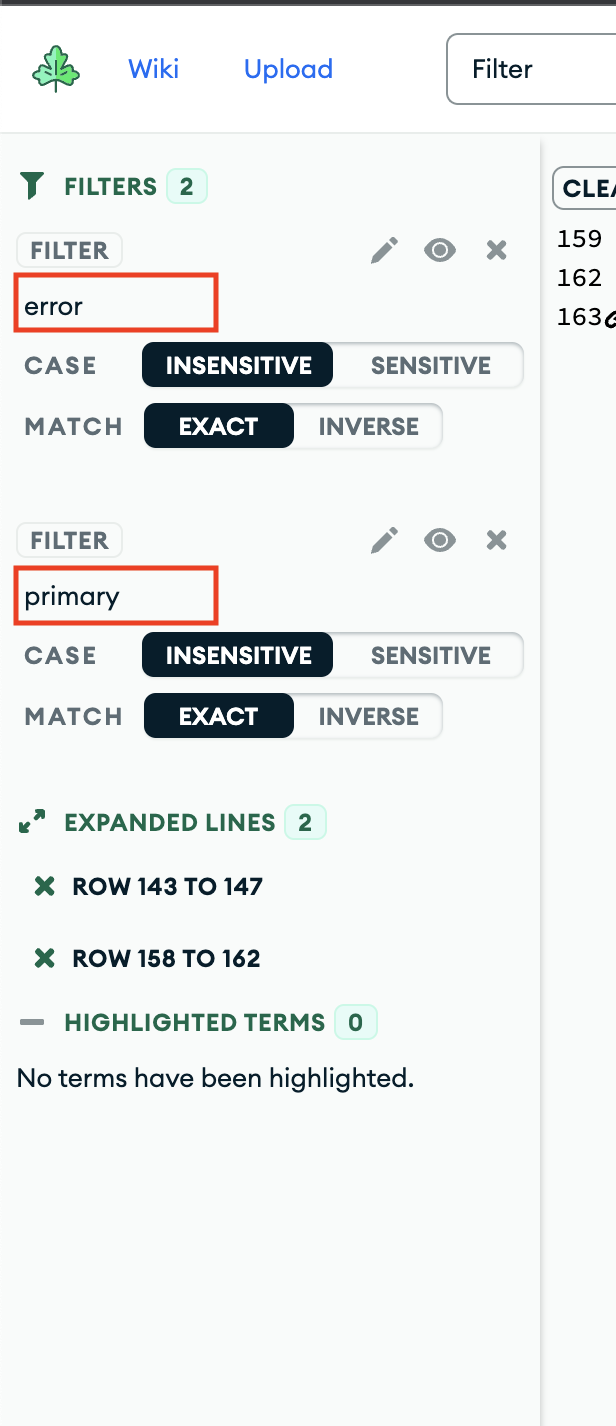 Wiki Upload Filter
FILTERS 2
FILTER
error
CASE INSENSITIVE SENSITIVE
MATCH EXACT INVERSE
FILTER
primary
CASE INSENSITIVE SENSITIVE
MATCH EXACT INVERSE
EXPANDED LINES 2
ROW 143 TO 147
ROW 158 TO 162
HIGHLIGHTED TERMS 0
No terms have been highlighted.
159
162
163